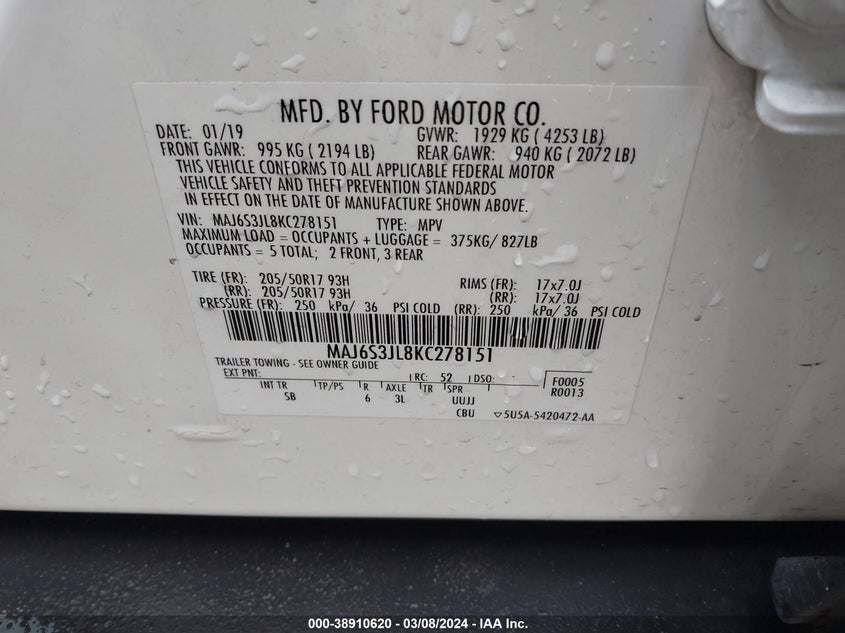 MFD. BY FORD MOTOR CO.
DATE: 01/19 GVWR: 1929 KG ( 4253 LB)
FRONT GAWR: 995 KG ( 2194 LB) REAR GAWR: 940 KG ( 2072 LB)
THIS VEHICLE CONFORMS TO ALL APPLICABLE FEDERAL MOTOR
VEHICLE SAFETY AND THEFT PREVENTION STANDARDS
IN EFFECT ON THE DATE OF MANUFACTURE SHOWN ABOVE.
VIN: MAJ6S3JL8KC278151 TYPE: MPV
MAXIMUM LOAD = OCCUPANTS + LUGGAGE = 375KG/ 827LB
OCCUPANTS = 5 TOTAL; 2 FRONT, 3 REAR
TIRE (FR): 205/50R17 93H RIMS (FR): 17x7.0J
(RR): 205/50R17 93H (RR): 17x7.0J
PRESSURE (FR): 250 kPa/ 36 PSI COLD (RR): 250 kPa/ 36 PSI COLD
MAJ6S3JL8KC278151
TRAILER TOWING - SEE OWNER GUIDE
EXT PNT: RC: 52 DSO: F0005
INT TR TP/PS R AXLE TR SPR R0013
SB 6 3L UUJJ
CBU 5U5A-5420472-AA
000-38910620 - 03/08/2024 - IAA Inc.